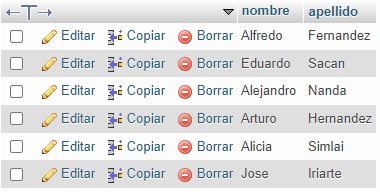 nombre apellido
Editar Copiar Borrar Alfredo Fernandez
Editar Copiar Borrar Eduardo Sacan
Editar Copiar Borrar Alejandro Nanda
Editar Copiar Borrar Arturo Hernandez
Editar Copiar Borrar Alicia Simlai
Editar Copiar Borrar Jose Iriarte